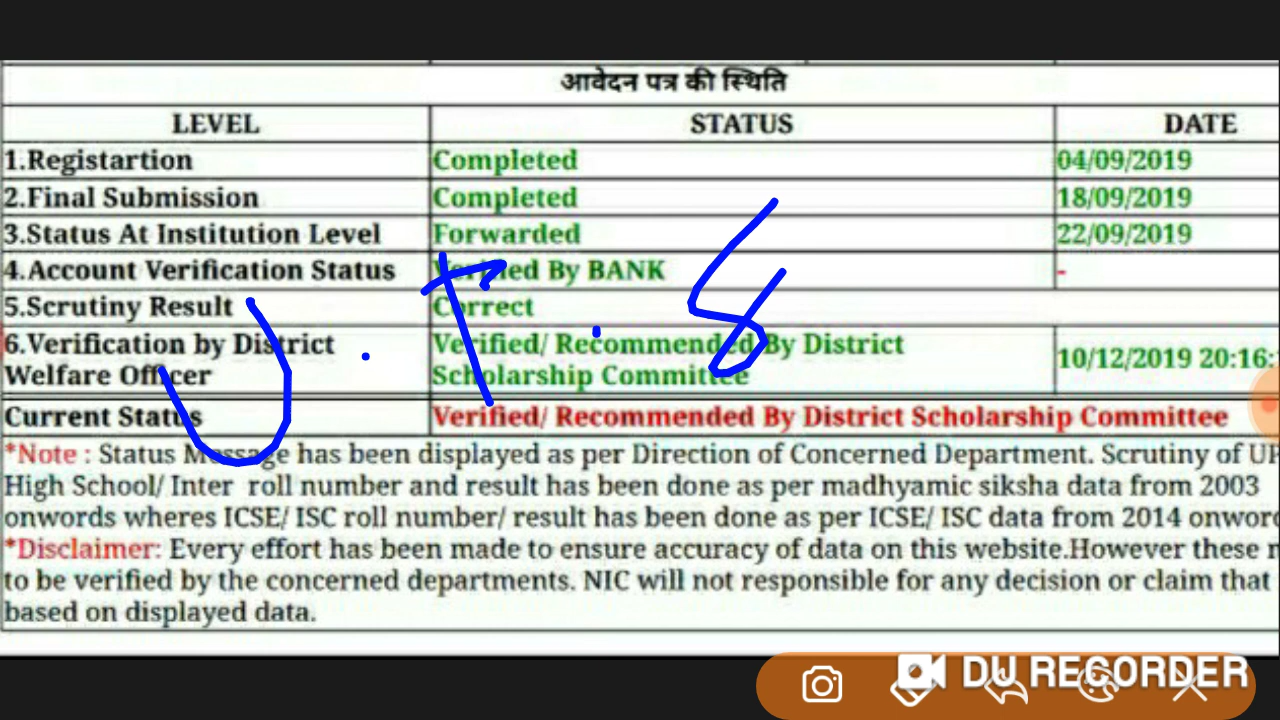 आवेदन पत्र की स्थिति
LEVEL STATUS DATE
1.Registartion Completed 04/09/2019
2.Final Submission Completed 18/09/2019
3.Status At Institution Level Forwarded 22/09/2019
4.Account Verification Status Verified By BANK -
5.Scrutiny Result Correct
6.Verification by District Welfare Officer Verified/ Recommended By District Scholarship Committee 10/12/2019 20:16:
Current Status Verified/ Recommended By District Scholarship Committee
*Note : Status Message has been displayed as per Direction of Concerned Department. Scrutiny of UP
High School/ Inter roll number and result has been done as per madhyamic siksha data from 2003
onwords wheres ICSE/ ISC roll number/ result has been done as per ICSE/ ISC data from 2014 onwor
*Disclaimer: Every effort has been made to ensure accuracy of data on this website.However these
to be verified by the concerned departments. NIC will not responsible for any decision or claim that
based on displayed data.
DU RECORDER